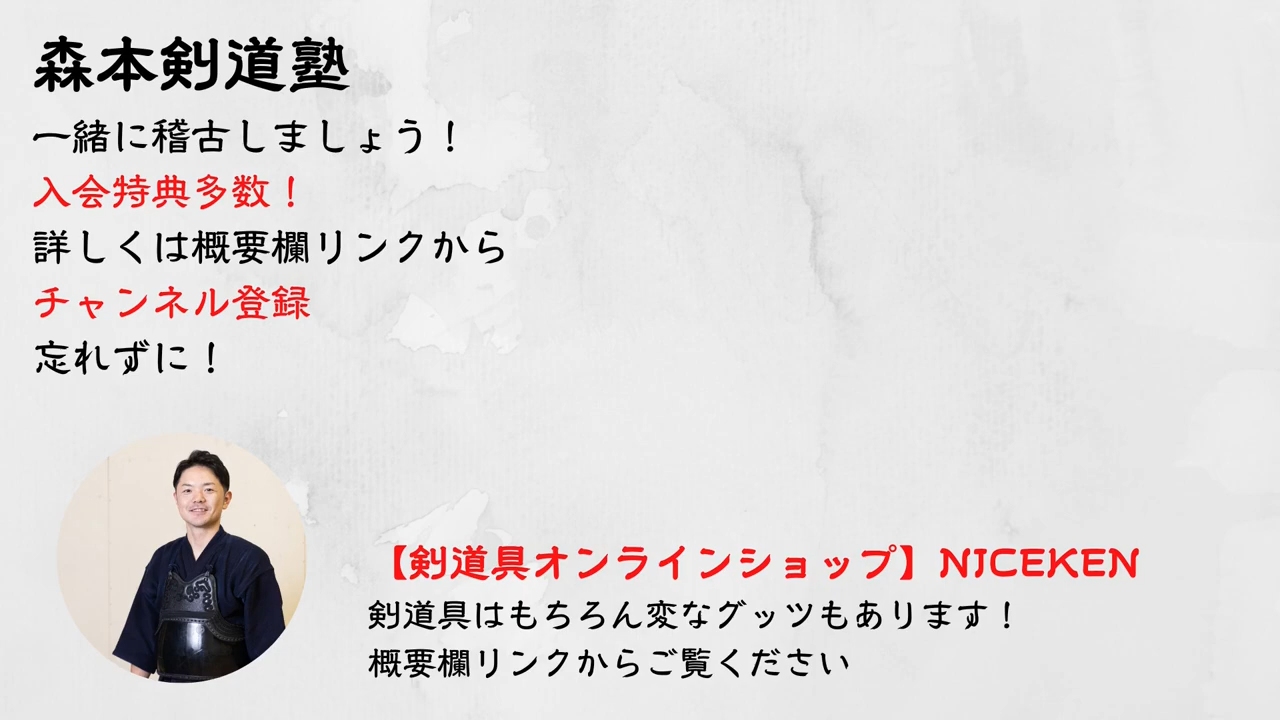 森本剣道塾
一緒に稽古しましょう！
入会特典多数！
詳しくは概要欄リンクから
チャンネル登録
忘れずに！
【剣道具オンラインショップ】NICEKEN
剣道具はもちろん変なグッツもあります！
概要欄リンクからご覧ください